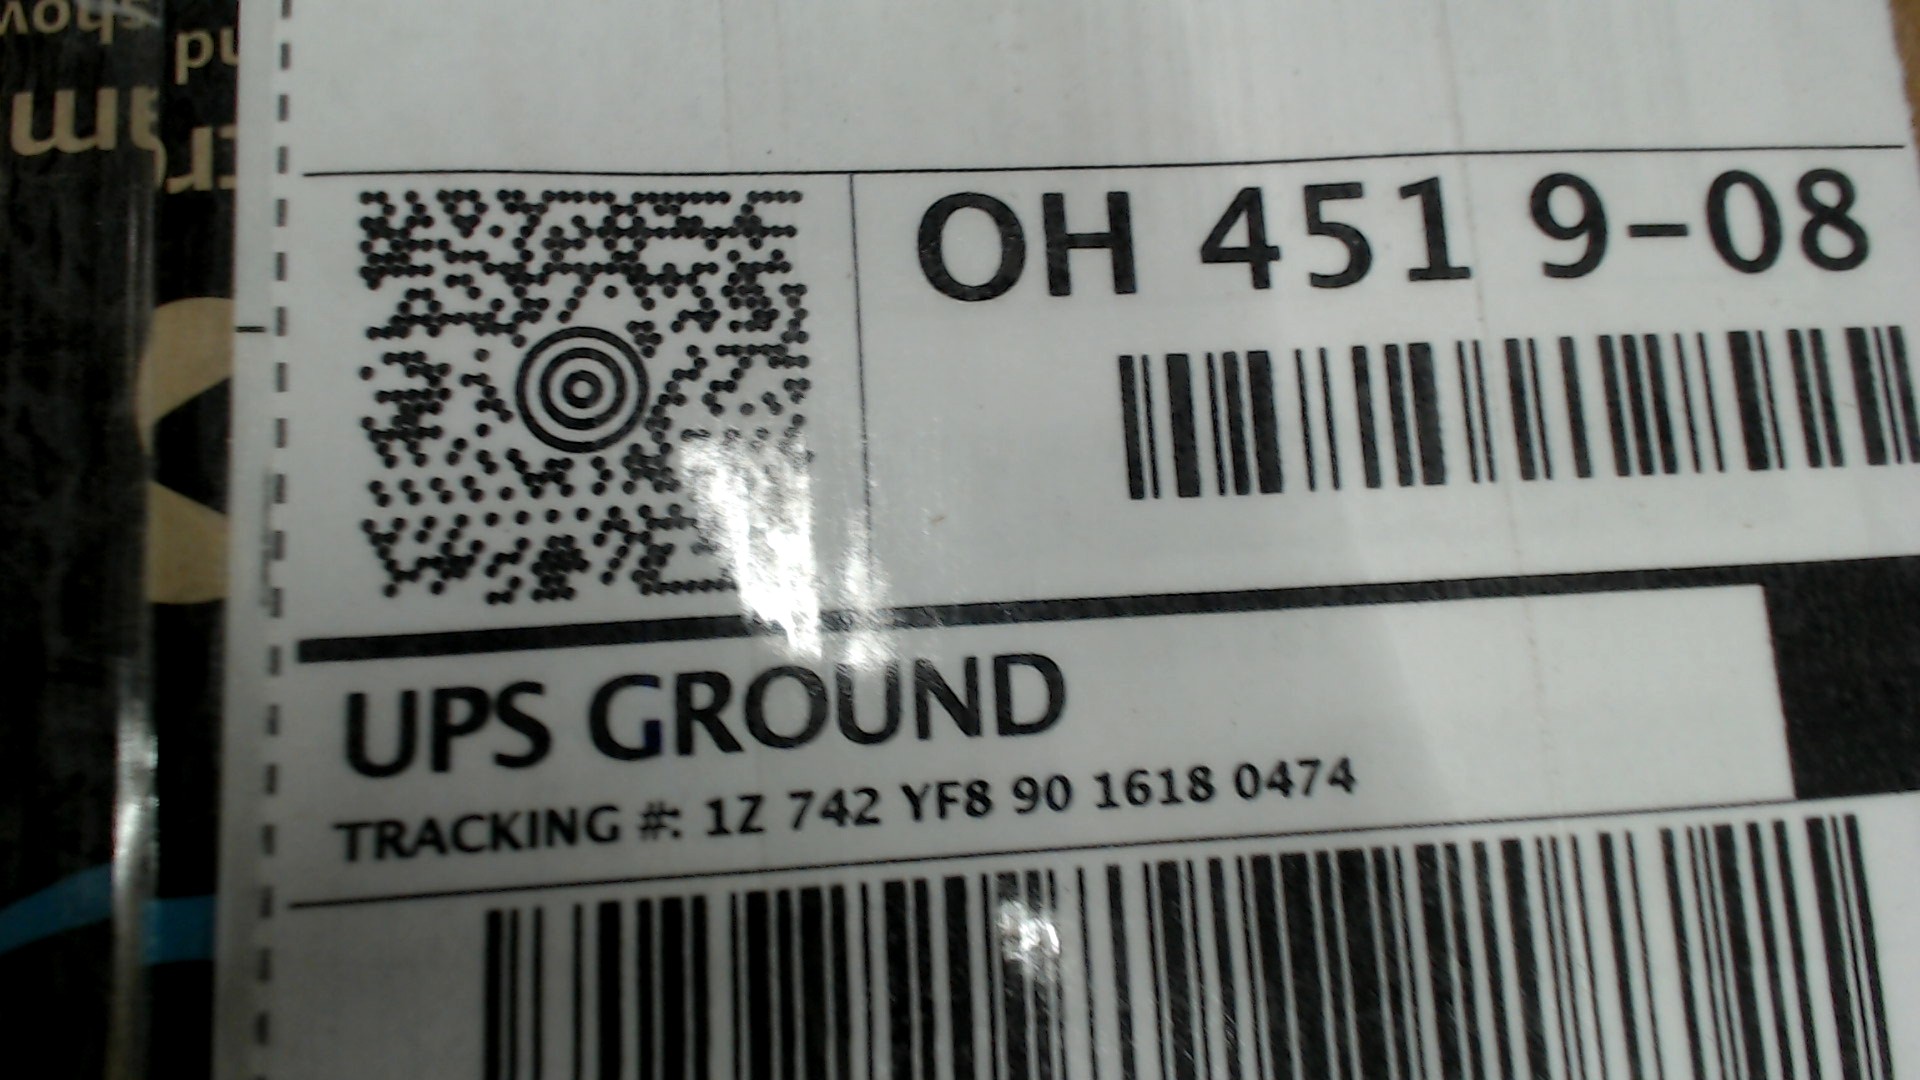 OH 451 9-08
UPS GROUND
TRACKING #: 1Z 742 YF8 90 1618 0474